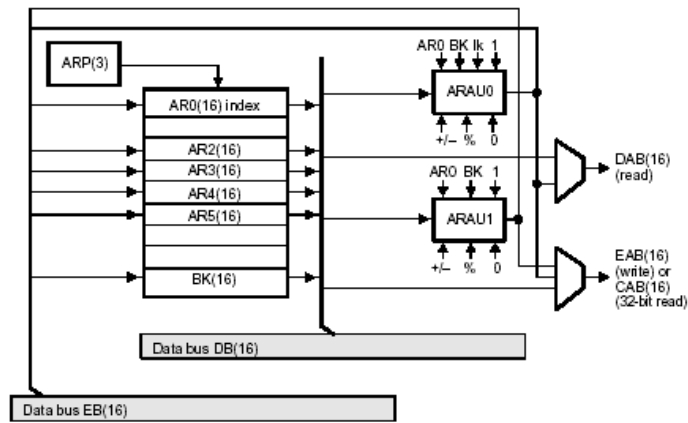 AR0 BK lk 1
ARP(3)
ARAU0
AR0(16) index
+/– % 0
AR2(16)
AR3(16)
AR4(16)
AR5(16)
BK(16)
AR0 BK 1
ARAU1
+/– % 0
DAB(16)
(read)
EAB(16)
(write) or
CAB(16)
(32-bit read)
Data bus DB(16)
Data bus EB(16)